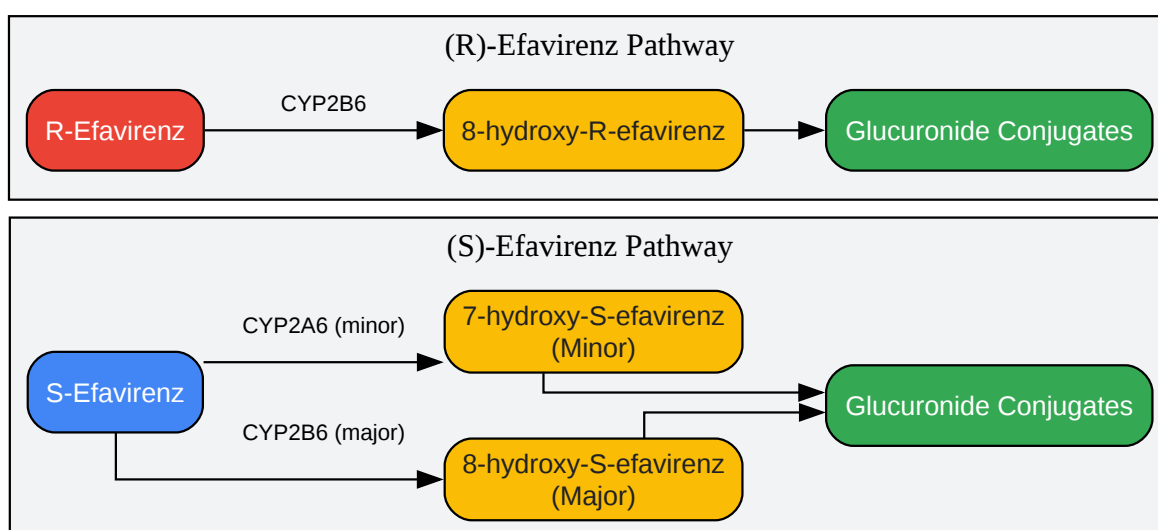 (R)-Efavirenz Pathway
R-Efavirenz
CYP2B6
8-hydroxy-R-efavirenz
Glucuronide Conjugates
(S)-Efavirenz Pathway
S-Efavirenz
CYP2A6 (minor)
7-hydroxy-S-efavirenz
(Minor)
CYP2B6 (major)
8-hydroxy-S-efavirenz
(Major)
Glucuronide Conjugates